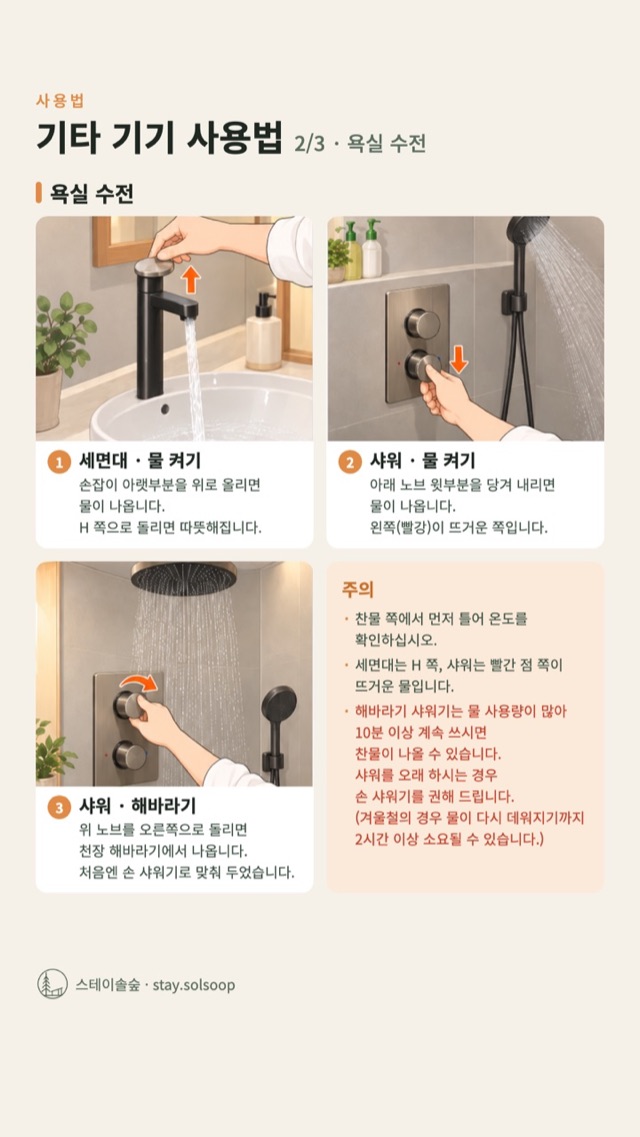 사용법
기타 기기 사용법 2/3 · 욕실 수전
욕실 수전
1 세면대 · 물 켜기
손잡이 아랫부분을 위로 올리면
물이 나옵니다.
H 쪽으로 돌리면 따뜻해집니다.
2 샤워 · 물 켜기
아래 노브 윗부분을 당겨 내리면
물이 나옵니다.
왼쪽(빨강)이 뜨거운 쪽입니다.
3 샤워 · 해바라기
위 노브를 오른쪽으로 돌리면
천장 해바라기에서 나옵니다.
처음엔 손 샤워기로 맞춰 두었습니다.
주의
· 찬물 쪽에서 먼저 틀어 온도를
확인하십시오.
· 세면대는 H 쪽, 샤워는 빨간 점 쪽이
뜨거운 물입니다.
· 해바라기 샤워기는 물 사용량이 많아
10분 이상 계속 쓰시면
찬물이 나올 수 있습니다.
샤워를 오래 하시는 경우
손 샤워기를 권해 드립니다.
(겨울철의 경우 물이 다시 데워지기까지
2시간 이상 소요될 수 있습니다.)
스테이솔숲 · stay.solsoop